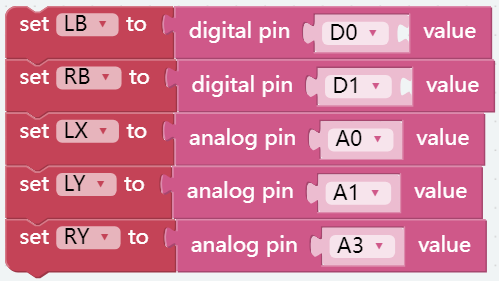 set LB to digital pin D0 value
set RB to digital pin D1 value
set LX to analog pin A0 value
set LY to analog pin A1 value
set RY to analog pin A3 value